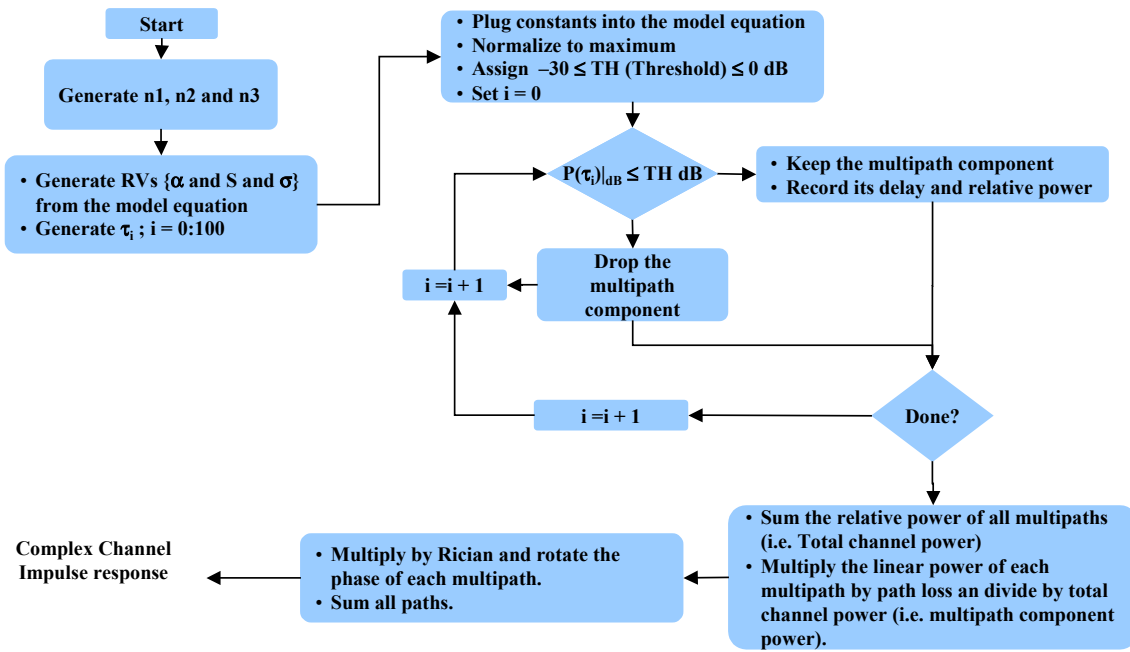 Start
Generate n1, n2 and n3
• Generate RVs {α and S and σ}
from the model equation
• Generate τi ; i = 0:100
• Plug constants into the model equation
• Normalize to maximum
• Assign –30 ≤ TH (Threshold) ≤ 0 dB
• Set i = 0
P(τi)|dB ≤ TH dB
• Keep the multipath component
• Record its delay and relative power
Drop the
multipath
component
i =i + 1
Done?
i =i + 1
• Sum the relative power of all multipaths
(i.e. Total channel power)
• Multiply the linear power of each
multipath by path loss an divide by total
channel power (i.e. multipath component
power).
• Multiply by Rician and rotate the
phase of each multipath.
• Sum all paths.
Complex Channel
Impulse response